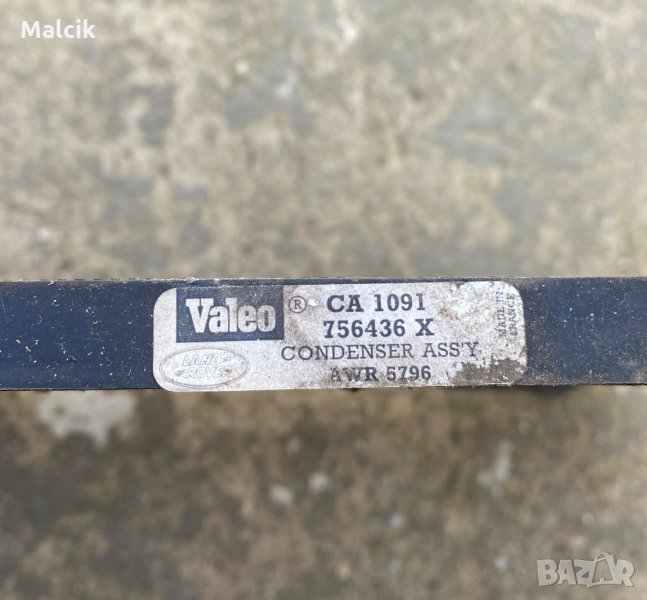 Malcik
Valeo ® CA 1091
756436 X
CONDENSER ASS'Y
LAND-
ROVER
AWR 5796
MADE IN
FRANCE
BAZAR